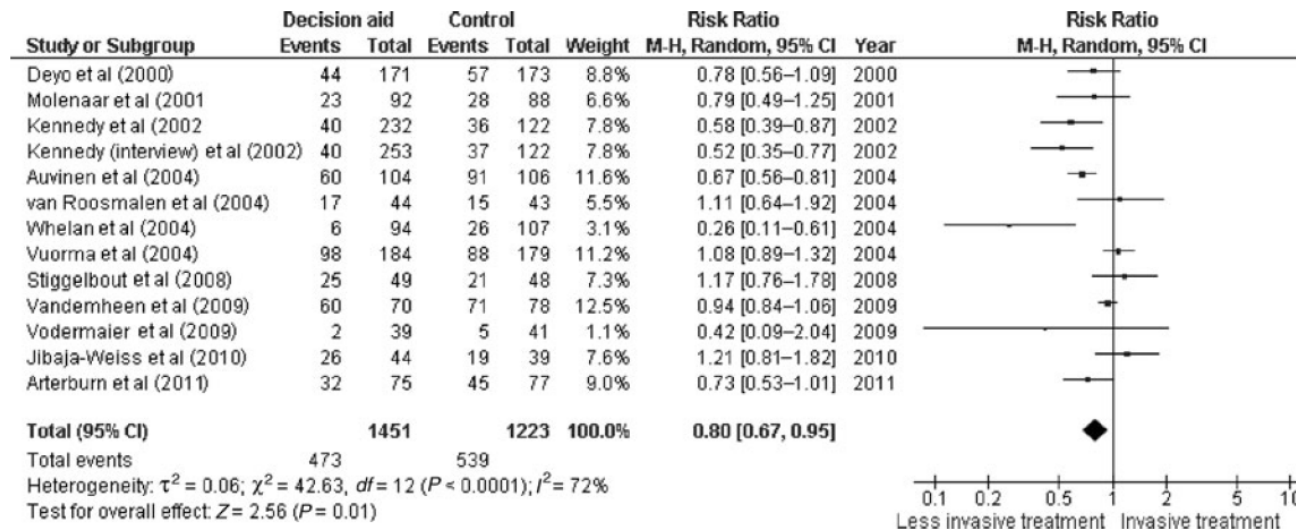 Decision aid Control Risk Ratio Risk Ratio
Study or Subgroup Events Total Events Total Weight M-H, Random, 95% CI Year M-H, Random, 95% CI
Deyo et al (2000) 44 171 57 173 8.8% 0.78 [0.56–1.09] 2000
Molenaar et al (2001 23 92 28 88 6.6% 0.79 [0.49–1.25] 2001
Kennedy et al (2002 40 232 36 122 7.8% 0.58 [0.39–0.87] 2002
Kennedy (interview) et al (2002) 40 253 37 122 7.8% 0.52 [0.35–0.77] 2002
Auvinen et al (2004) 60 104 91 106 11.6% 0.67 [0.56–0.81] 2004
van Roosmalen et al (2004) 17 44 15 43 5.5% 1.11 [0.64–1.92] 2004
Whelan et al (2004) 6 94 26 107 3.1% 0.26 [0.11–0.61] 2004
Vuorma et al (2004) 98 184 88 179 11.2% 1.08 [0.89–1.32] 2004
Stiggelbout et al (2008) 25 49 21 48 7.3% 1.17 [0.76–1.78] 2008
Vandemheen et al (2009) 60 70 71 78 12.5% 0.94 [0.84–1.06] 2009
Vodermaier et al (2009) 2 39 5 41 1.1% 0.42 [0.09–2.04] 2009
Jibaja-Weiss et al (2010) 26 44 19 39 7.6% 1.21 [0.81–1.82] 2010
Arterburn et al (2011) 32 75 45 77 9.0% 0.73 [0.53–1.01] 2011
Total (95% CI) 1451 1223 100.0% 0.80 [0.67, 0.95]
Total events 473 539
Heterogeneity: τ² = 0.06; χ² = 42.63, df = 12 (P < 0.0001); I² = 72%
Test for overall effect: Z = 2.56 (P = 0.01)
0.1 0.2 0.5 1 2 5 10
Less invasive treatment Invasive treatment